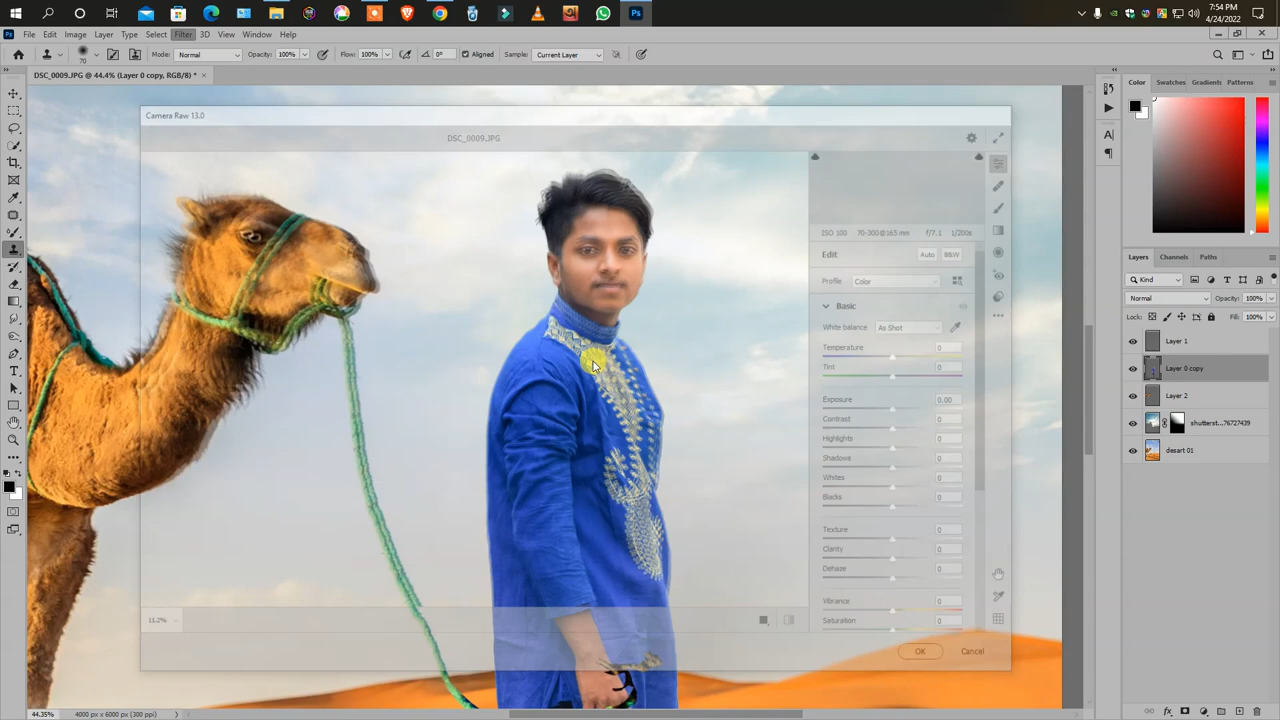 7:54 PM
4/24/2022
File Edit Image Layer Type Select Filter 3D View Window Help
70 Mode: Normal Opacity: 100% Flow: 100% 0° Aligned Sample: Current Layer
DSC_0009.JPG @ 44.4% (Layer 0 copy, RGB/8) * ×
Camera Raw 13.0
DSC_0009.JPG
ISO 100 70-300@165 mm f/7.1 1/200s
Edit Auto B&W
Profile Color
Basic
White balance As Shot
Temperature 0
Tint 0
Exposure 0.00
Contrast 0
Highlights 0
Shadows 0
Whites 0
Blacks 0
Texture 0
Clarity 0
Dehaze 0
Vibrance 0
Saturation 0
11.2%
OK Cancel
Color Swatches Gradients Patterns
Layers Channels Paths
Kind
Normal Opacity: 100%
Lock: Fill: 100%
Layer 1
Layer 0 copy
Layer 2
shutterst...76727439
desart 01
44.35% 4000 px x 6000 px (300 ppi)